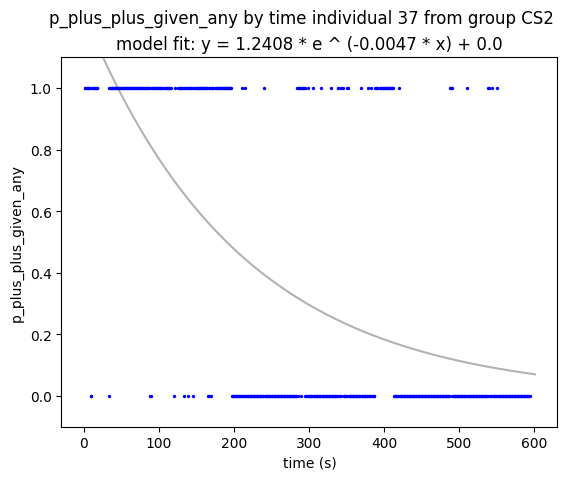 p_plus_plus_given_any by time individual 37 from group CS2
model fit: y = 1.2408 * e ^ (-0.0047 * x) + 0.0
p_plus_plus_given_any
1.0
0.8
0.6
0.4
0.2
0.0
0 100 200 300 400 500 600
time (s)